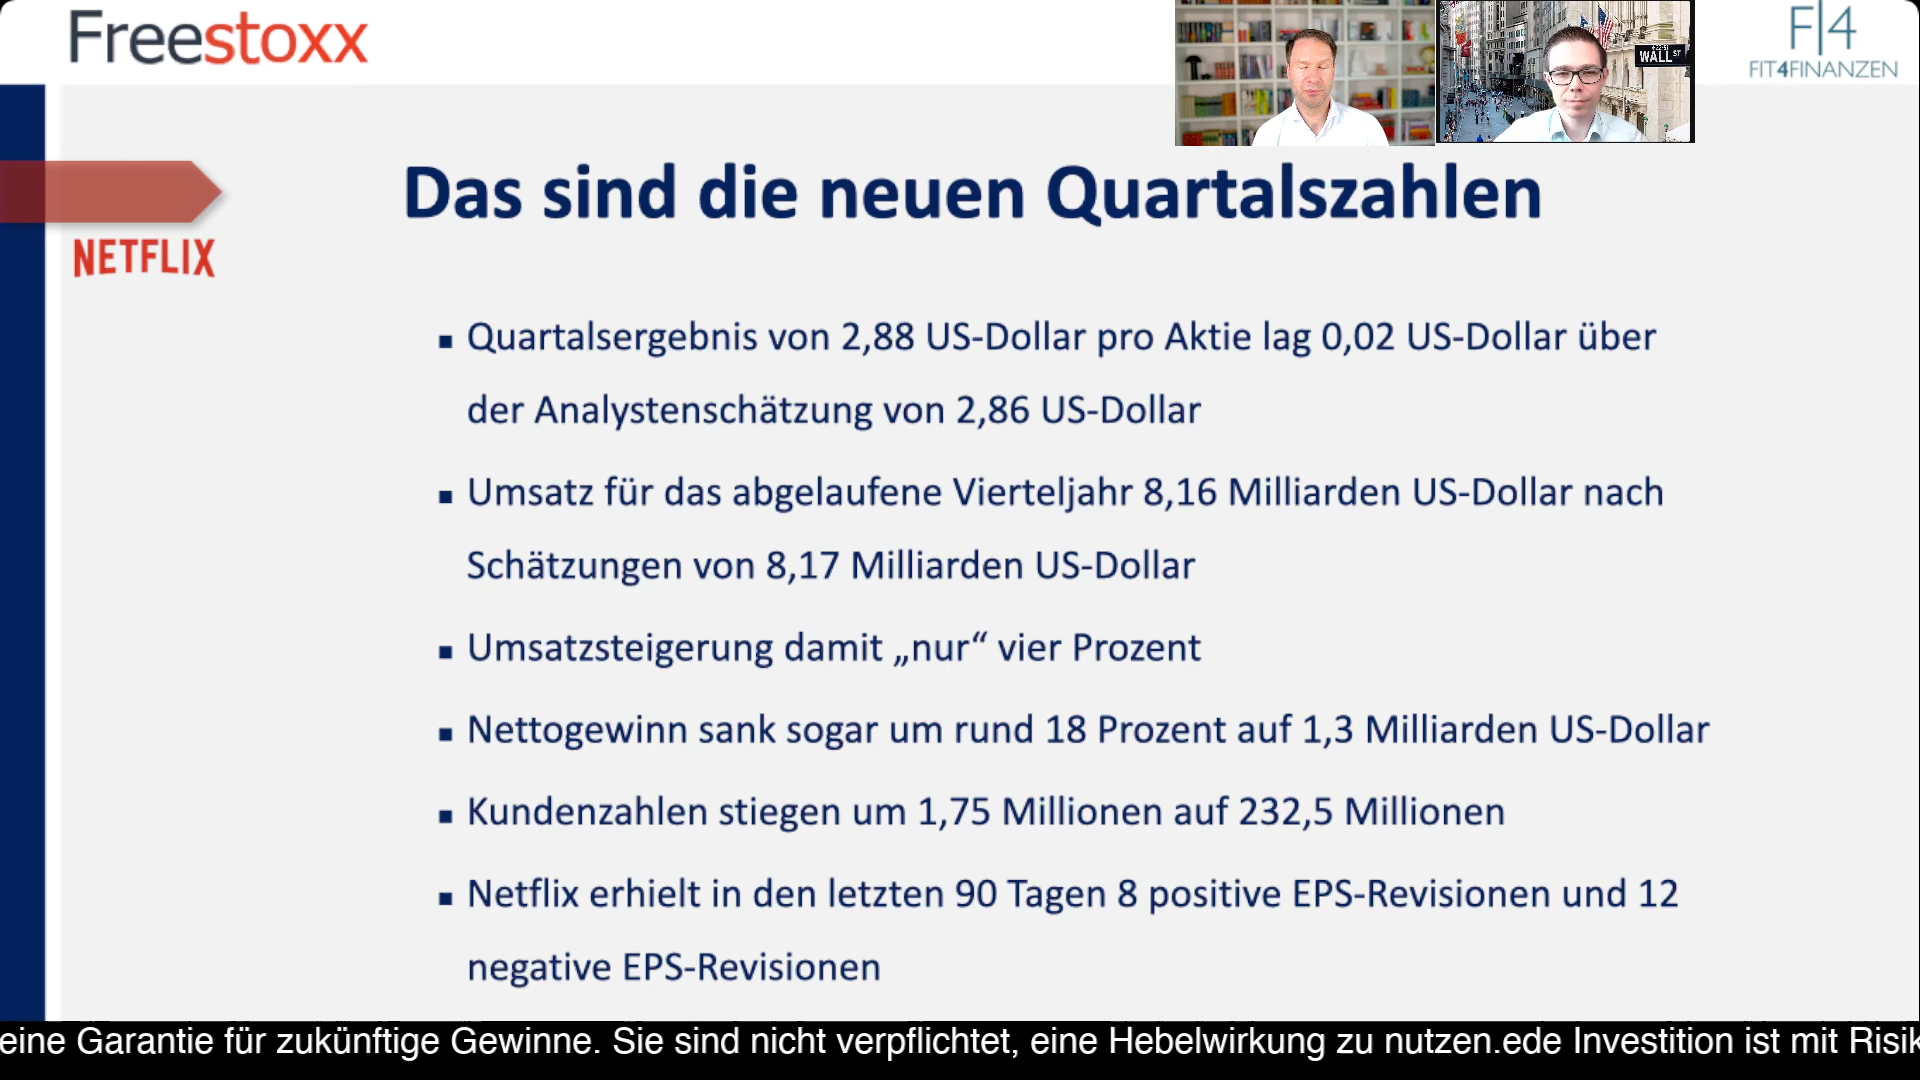 Freestoxx
WALL ST
F|4
FIT4FINANZEN
Das sind die neuen Quartalszahlen
NETFLIX
▪ Quartalsergebnis von 2,88 US-Dollar pro Aktie lag 0,02 US-Dollar über
der Analystenschätzung von 2,86 US-Dollar
▪ Umsatz für das abgelaufene Vierteljahr 8,16 Milliarden US-Dollar nach
Schätzungen von 8,17 Milliarden US-Dollar
▪ Umsatzsteigerung damit „nur“ vier Prozent
▪ Nettogewinn sank sogar um rund 18 Prozent auf 1,3 Milliarden US-Dollar
▪ Kundenzahlen stiegen um 1,75 Millionen auf 232,5 Millionen
▪ Netflix erhielt in den letzten 90 Tagen 8 positive EPS-Revisionen und 12
negative EPS-Revisionen
eine Garantie für zukünftige Gewinne. Sie sind nicht verpflichtet, eine Hebelwirkung zu nutzen.ede Investition ist mit Risik